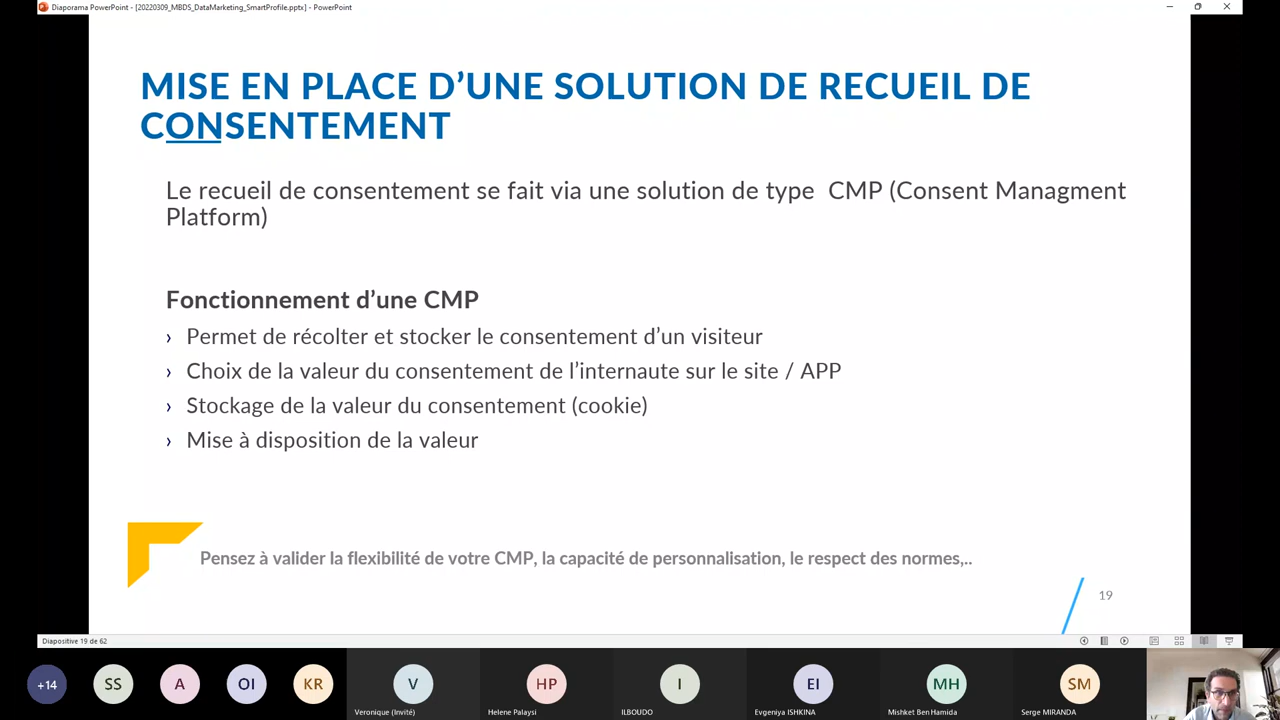 Diaporama PowerPoint - [20220309_MBDS_DataMarketing_SmartProfile.pptx] - PowerPoint
MISE EN PLACE D’UNE SOLUTION DE RECUEIL DE
CONSENTEMENT
Le recueil de consentement se fait via une solution de type  CMP (Consent Managment
Platform)
Fonctionnement d’une CMP
› Permet de récolter et stocker le consentement d’un visiteur
› Choix de la valeur du consentement de l’internaute sur le site / APP
› Stockage de la valeur du consentement (cookie)
› Mise à disposition de la valeur
Pensez à valider la flexibilité de votre CMP, la capacité de personnalisation, le respect des normes,..
19
Diapositive 19 de 62
+14 SS A OI KR V HP I EI MH SM
Veronique (Invité) Helene Palaysi ILBOUDO Evgeniya ISHKINA Mishket Ben Hamida Serge MIRANDA